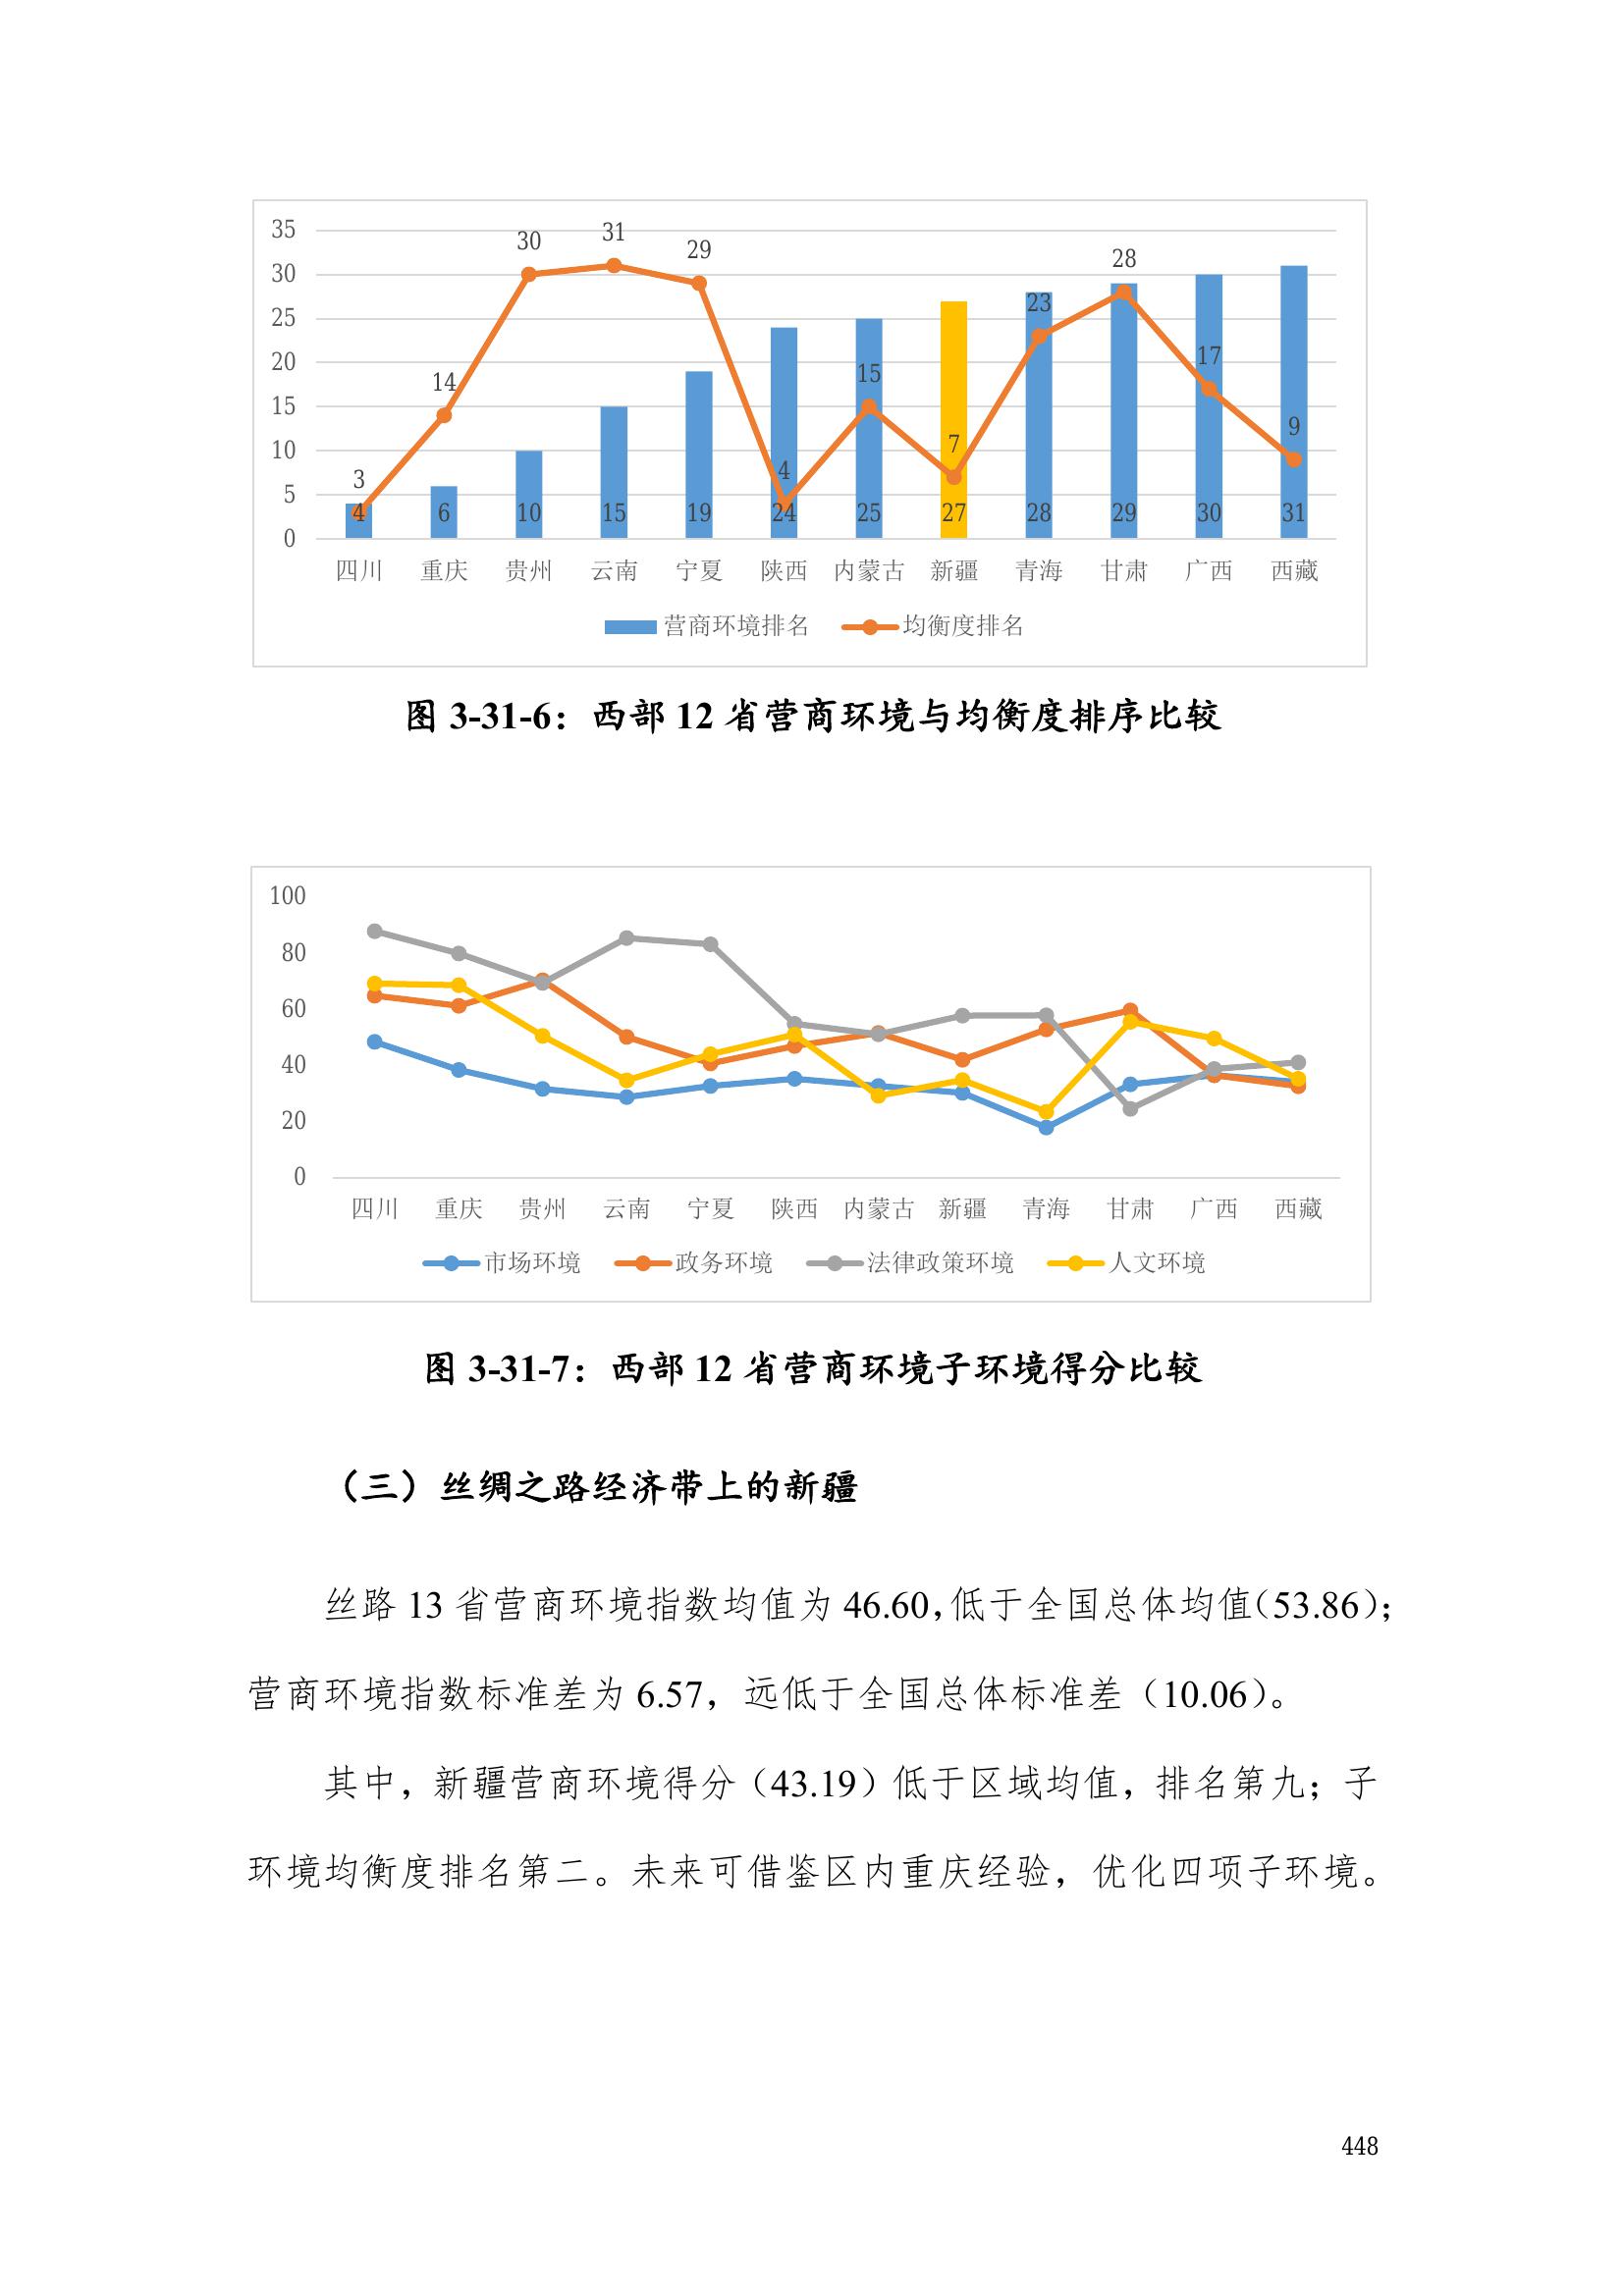 35
30
25
20
15
10
5
0
3 14 30 31 29 4 15 7 23 28 17 9
4 6 10 15 19 24 25 27 28 29 30 31
四川 重庆 贵州 云南 宁夏 陕西 内蒙古 新疆 青海 甘肃 广西 西藏
营商环境排名 均衡度排名
图 3-31-6：西部 12 省营商环境与均衡度排序比较
100
80
60
40
20
0
四川 重庆 贵州 云南 宁夏 陕西 内蒙古 新疆 青海 甘肃 广西 西藏
市场环境 政务环境 法律政策环境 人文环境
图 3-31-7：西部 12 省营商环境子环境得分比较
（三）丝绸之路经济带上的新疆
丝路 13 省营商环境指数均值为 46.60，低于全国总体均值（53.86）；
营商环境指数标准差为 6.57，远低于全国总体标准差（10.06）。
其中，新疆营商环境得分（43.19）低于区域均值，排名第九；子
环境均衡度排名第二。未来可借鉴区内重庆经验，优化四项子环境。
448